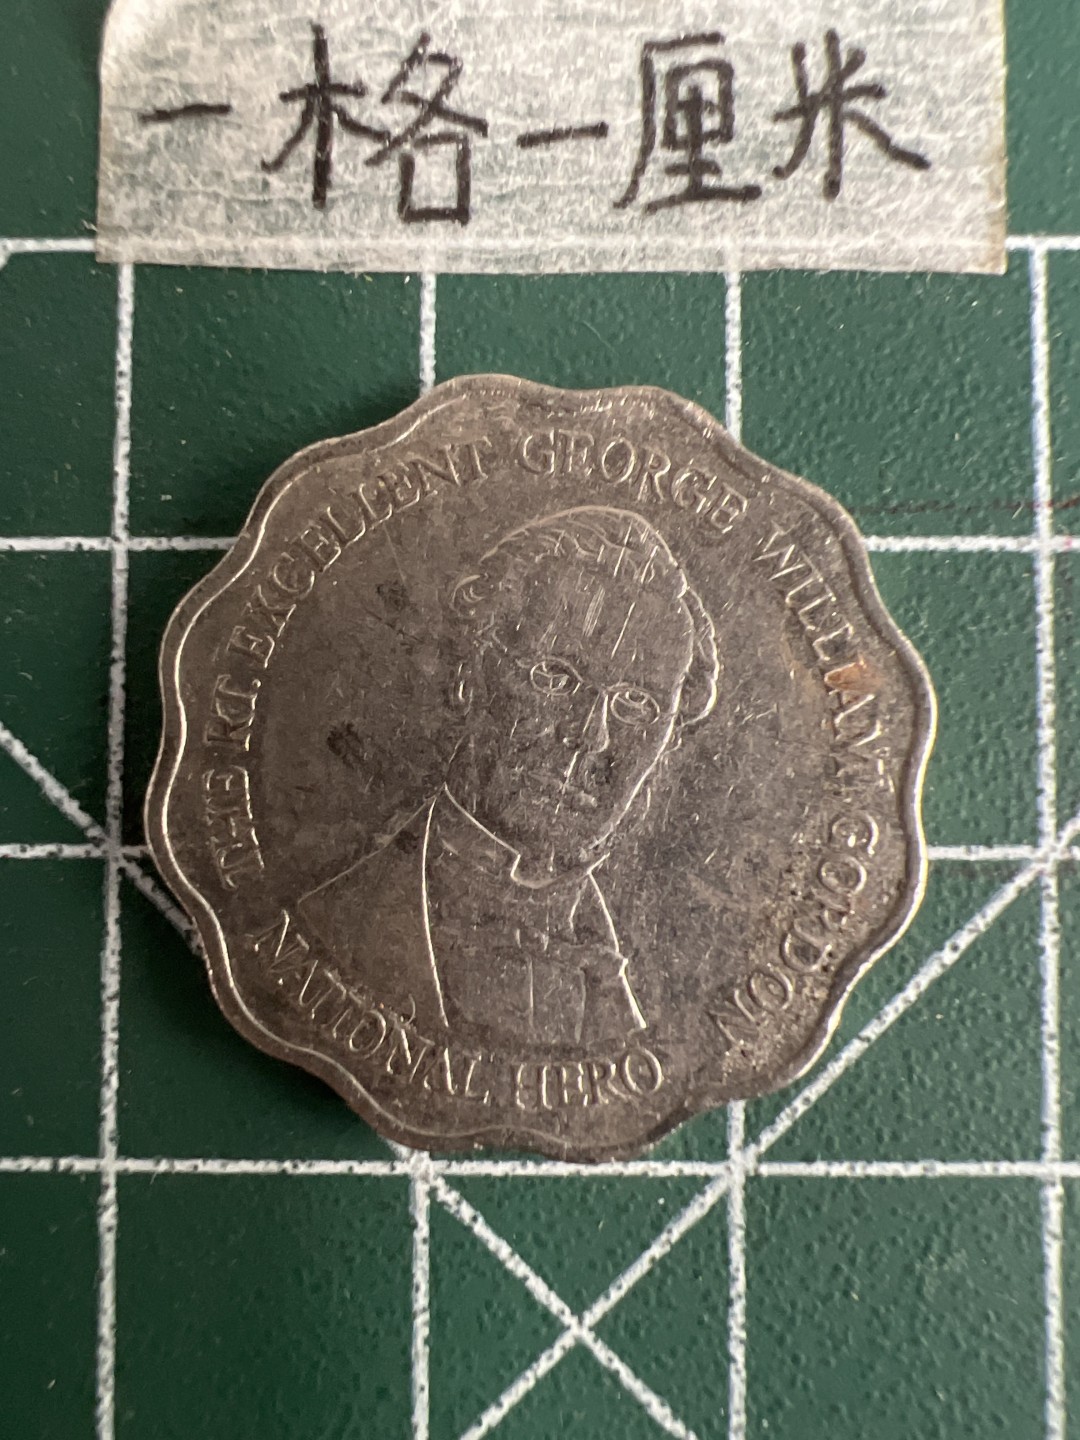 一格一厘米
THE RT. EXCELLENT GEORGE WILLIAM GORDON
NATIONAL HERO